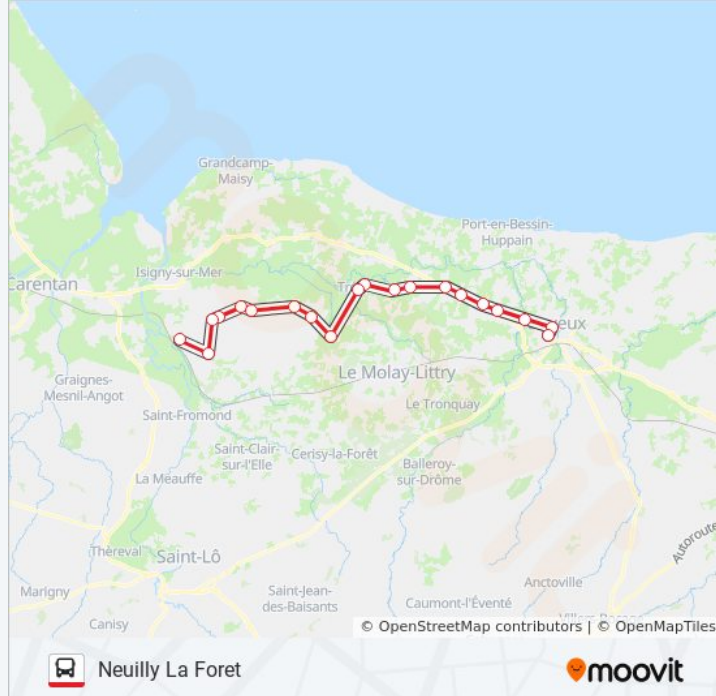 Grandcamp-
Maisy
Port-en-Bessin-
Huppain
Isigny-sur-Mer
Carentan
Tr
eux
Le Molay-Littry
Graignes-
Mesnil-Angot
Saint-Fromond
Le Tronquay
Saint-Clair-
sur-l'Elle
Cerisy-la-Forêt
Balleroy-
sur-Drôme
La Meauffe
Thèreval
Saint-Lô
Autoroute
Marigny
Saint-Jean-
des-Baisants
Anctoville
Caumont-l'Éventé
Canisy
© OpenStreetMap contributors | © OpenMapTiles
Neuilly La Foret
moovit